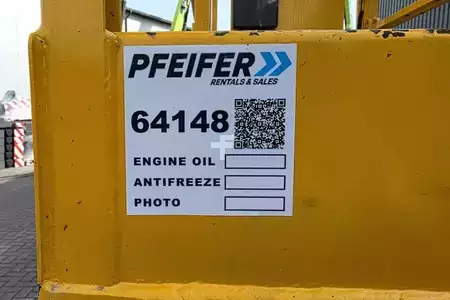 PFEIFER
RENTALS & SALES
64148
ENGINE OIL
ANTIFREEZE
PHOTO